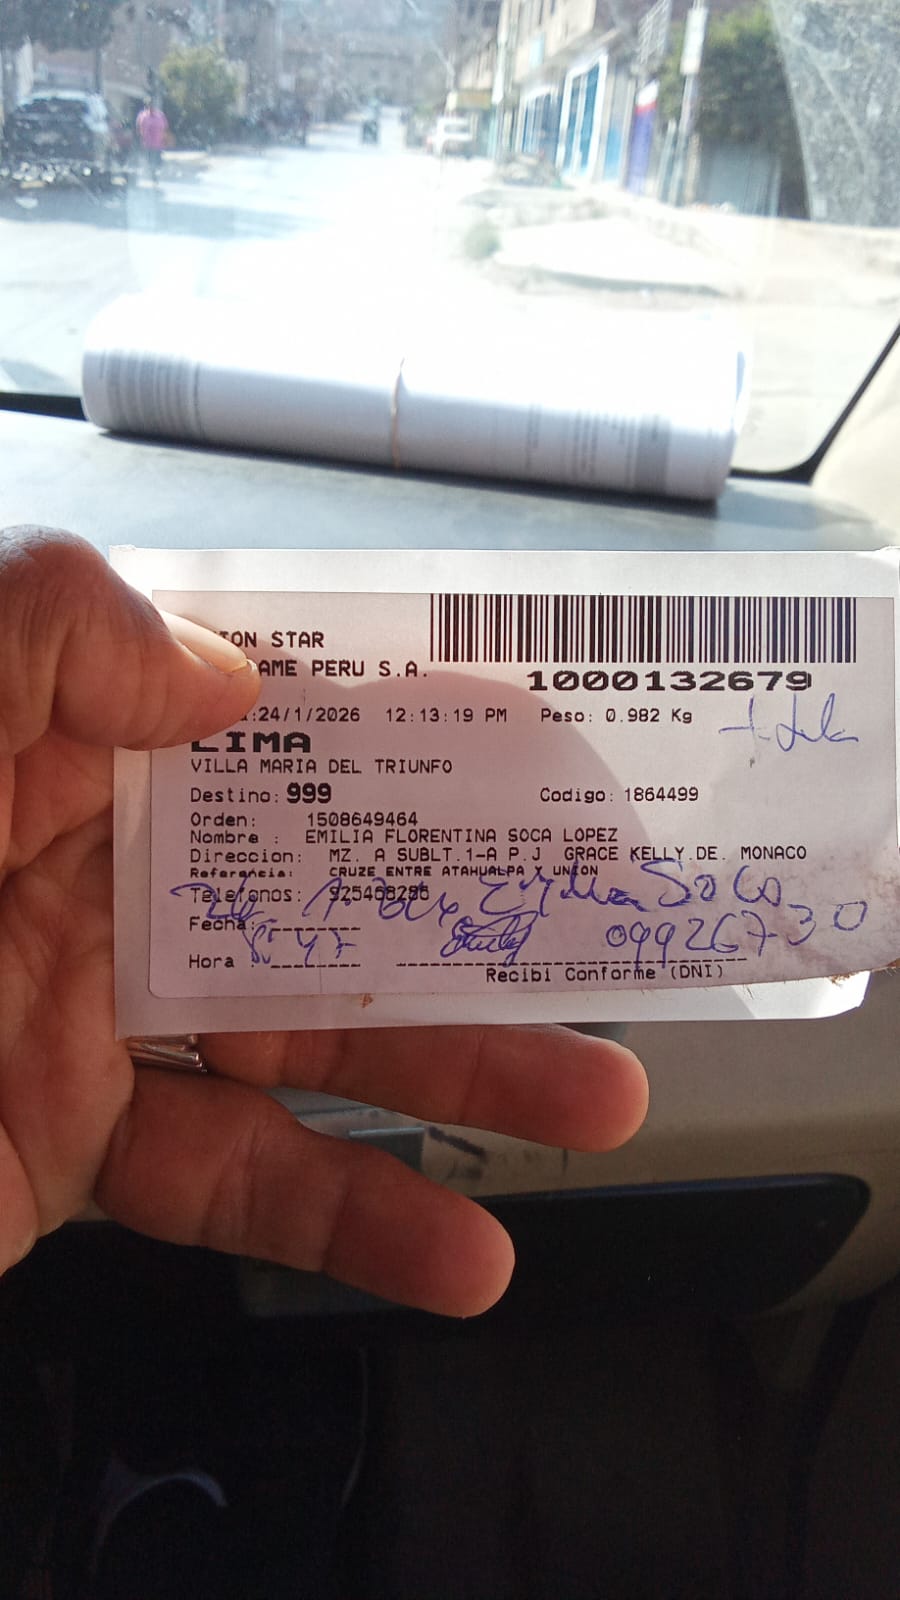 ION STAR
AME PERU S.A.
1000132679
:24/1/2026 12:13:19 PM Peso: 0.982 Kg
LIMA
VILLA MARIA DEL TRIUNFO
Destino: 999 Codigo: 1864499
Orden: 1508649464
Nombre : EMILIA FLORENTINA SOCA LOPEZ
Direccion: MZ. A SUBLT.1-A P.J GRACE KELLY.DE. MONACO
Referencia: CRUZE ENTRE ATAHUALPA Y UNION
Telefonos:
Soca
Fecha:
09926730
Hora
Recibi Conforme (DNI)